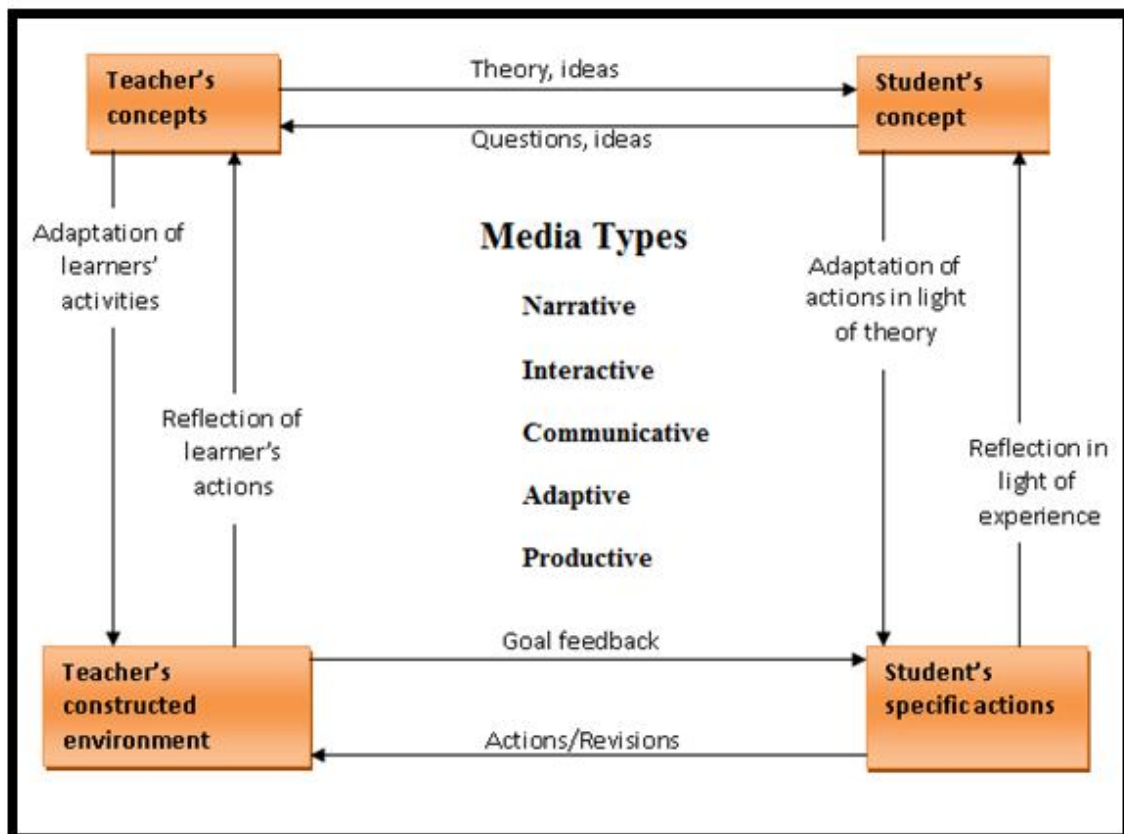 Teacher's
concepts
Theory, ideas
Student's
concept
Questions, ideas
Adaptation of
learners'
activities
Reflection of
learner's
actions
Media Types
Narrative
Interactive
Communicative
Adaptive
Productive
Adaptation of
actions in light
of theory
Reflection in
light of
experience
Teacher's
constructed
environment
Goal feedback
Student's
specific actions
Actions/Revisions